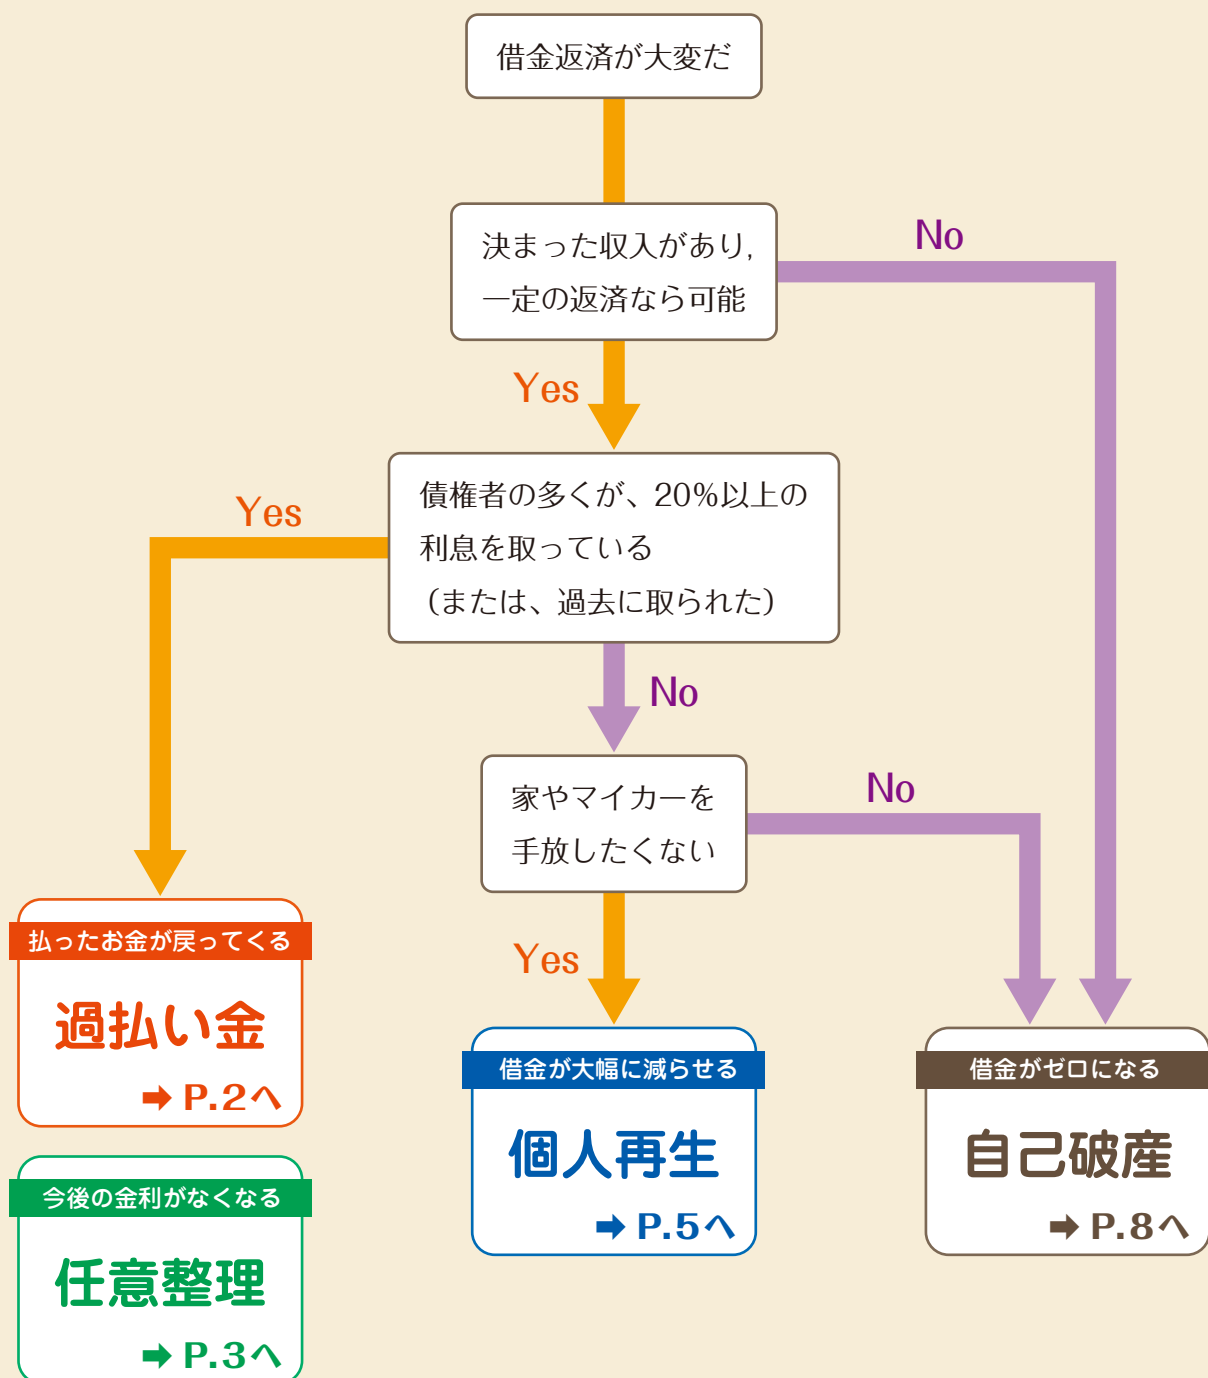 借金返済が大変だ
決まった収入があり,
一定の返済なら可能
No
Yes
債権者の多くが、20%以上の
利息を取っている
（または、過去に取られた）
Yes
No
家やマイカーを
手放したくない
No
Yes
払ったお金が戻ってくる
過払い金
➡ P.2へ
今後の金利がなくなる
任意整理
➡ P.3へ
借金が大幅に減らせる
個人再生
➡ P.5へ
借金がゼロになる
自己破産
➡ P.8へ